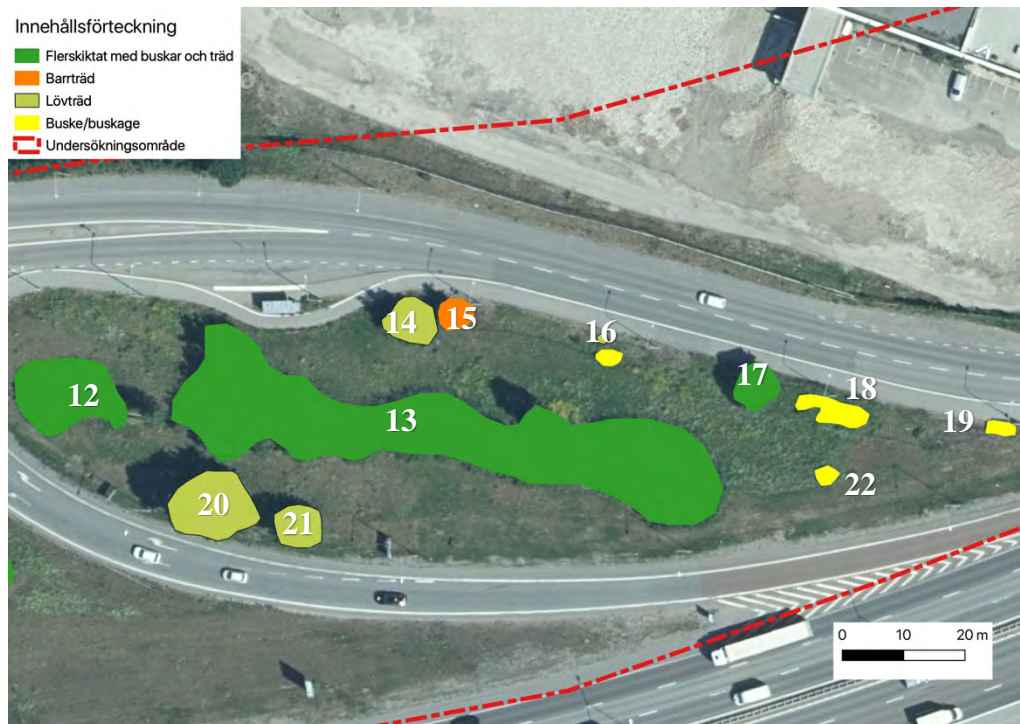 Innehållsförteckning
Flerskiktat med buskar och träd
Barrträd
Lövträd
Buske/buskage
Undersökningsområde
14
15
16
17
12
13
18
19
20
21
22
0 10 20 m